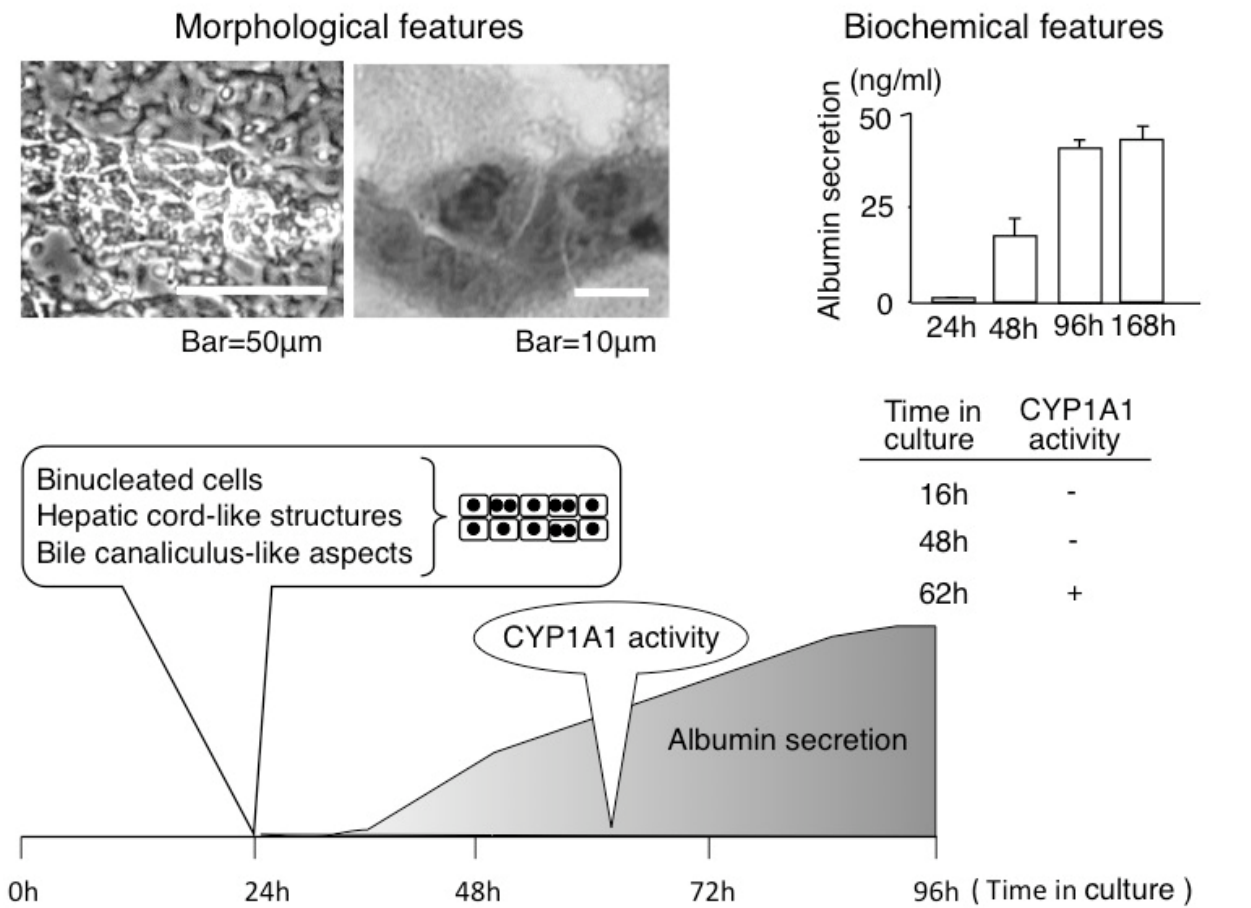 Morphological features
Bar=50μm
Bar=10μm
Biochemical features
(ng/ml)
Albumin secretion
50
25
0
24h 48h 96h 168h
Time in culture CYP1A1 activity
16h -
48h -
62h +
Binucleated cells
Hepatic cord-like structures
Bile canaliculus-like aspects
CYP1A1 activity
Albumin secretion
0h 24h 48h 72h 96h ( Time in culture )